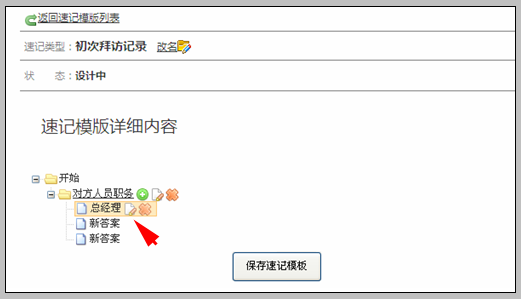 返回速记模版列表
速记类型：初次拜访记录 改名
状 态：设计中
速记模版详细内容
开始
对方人员职务
总经理
新答案
新答案
保存速记模板